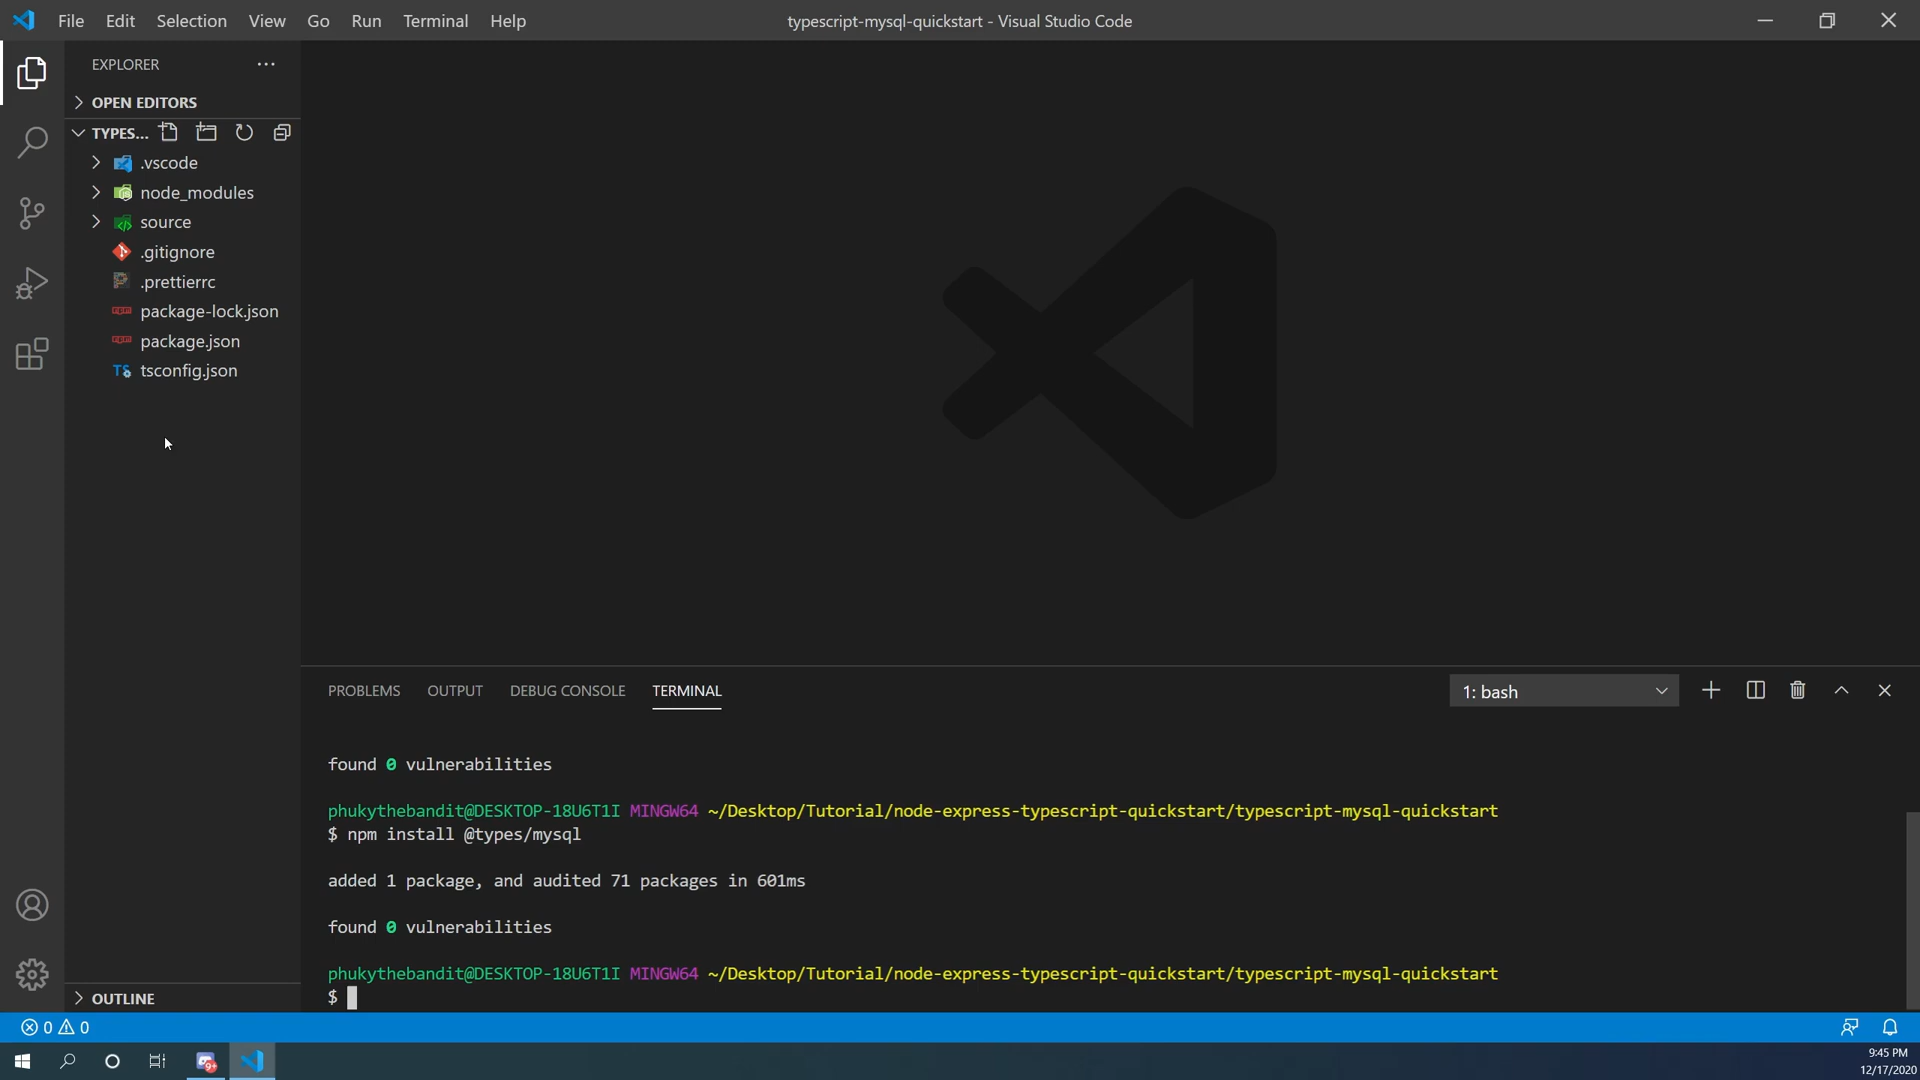 File Edit Selection View Go Run Terminal Help
typescript-mysql-quickstart - Visual Studio Code
EXPLORER
OPEN EDITORS
TYPES...
.vscode
node_modules
source
.gitignore
.prettierrc
package-lock.json
package.json
TS tsconfig.json
OUTLINE
PROBLEMS OUTPUT DEBUG CONSOLE TERMINAL
1: bash
found 0 vulnerabilities
phukythebandit@DESKTOP-18U6T1I MINGW64 ~/Desktop/Tutorial/node-express-typescript-quickstart/typescript-mysql-quickstart
$ npm install @types/mysql
added 1 package, and audited 71 packages in 601ms
found 0 vulnerabilities
phukythebandit@DESKTOP-18U6T1I MINGW64 ~/Desktop/Tutorial/node-express-typescript-quickstart/typescript-mysql-quickstart
$
0 0
9+
9:45 PM
12/17/2020